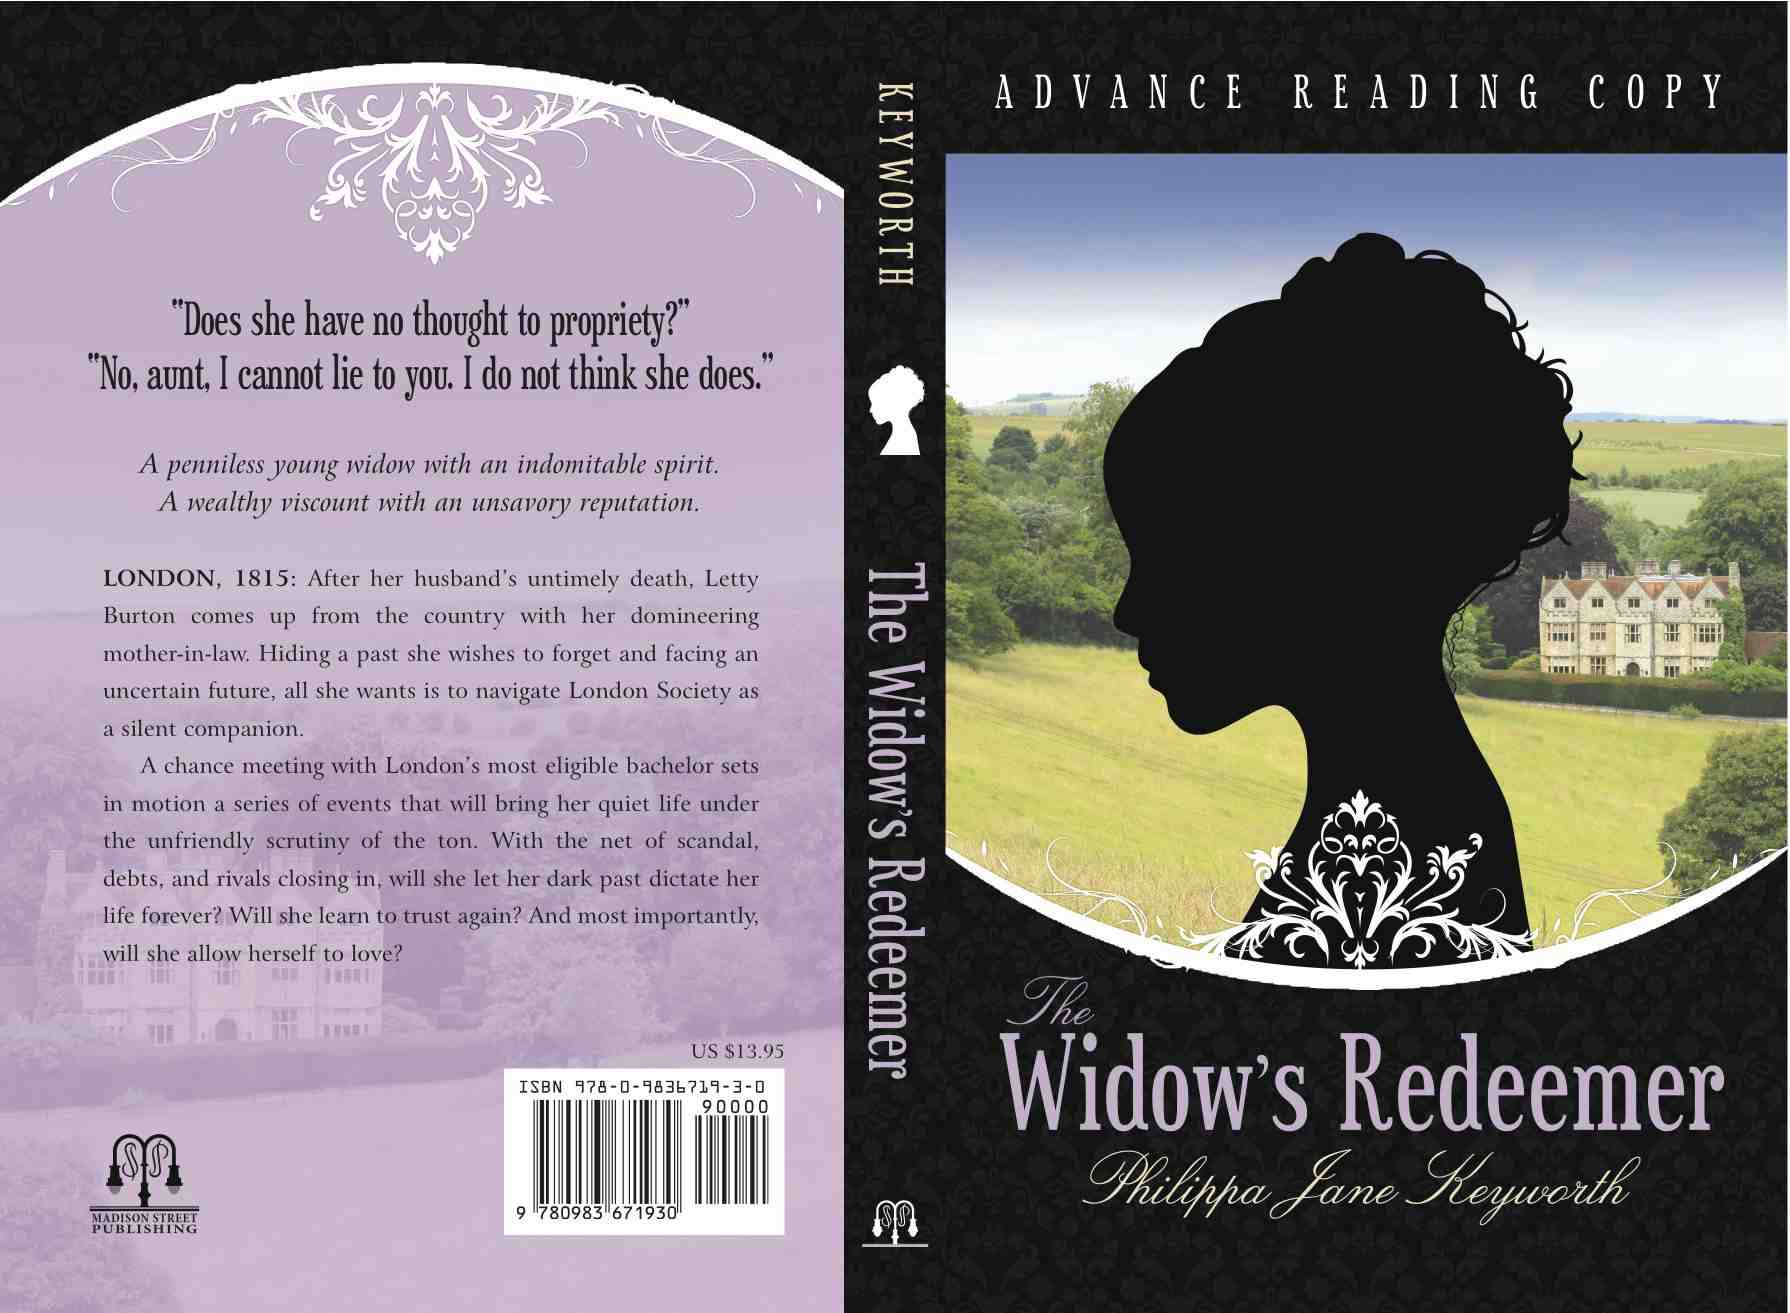 "Does she have no thought to propriety?"
"No, aunt, I cannot lie to you. I do not think she does."
A penniless young widow with an indomitable spirit.
A wealthy viscount with an unsavory reputation.
LONDON, 1815: After her husband's untimely death, Letty
Burton comes up from the country with her domineering
mother-in-law. Hiding a past she wishes to forget and facing an
uncertain future, all she wants is to navigate London Society as
a silent companion.
A chance meeting with London's most eligible bachelor sets
in motion a series of events that will bring her quiet life under
the unfriendly scrutiny of the ton. With the net of scandal,
debts, and rivals closing in, will she let her dark past dictate her
life forever? Will she learn to trust again? And most importantly,
will she allow herself to love?
US $13.95
ISBN 978-0-9836719-3-0
90000
9 780983 671930
MADISON STREET
PUBLISHING
KEYWORTH
The Widow's Redeemer
ADVANCE READING COPY
The
Widow's Redeemer
Philippa Jane Keyworth